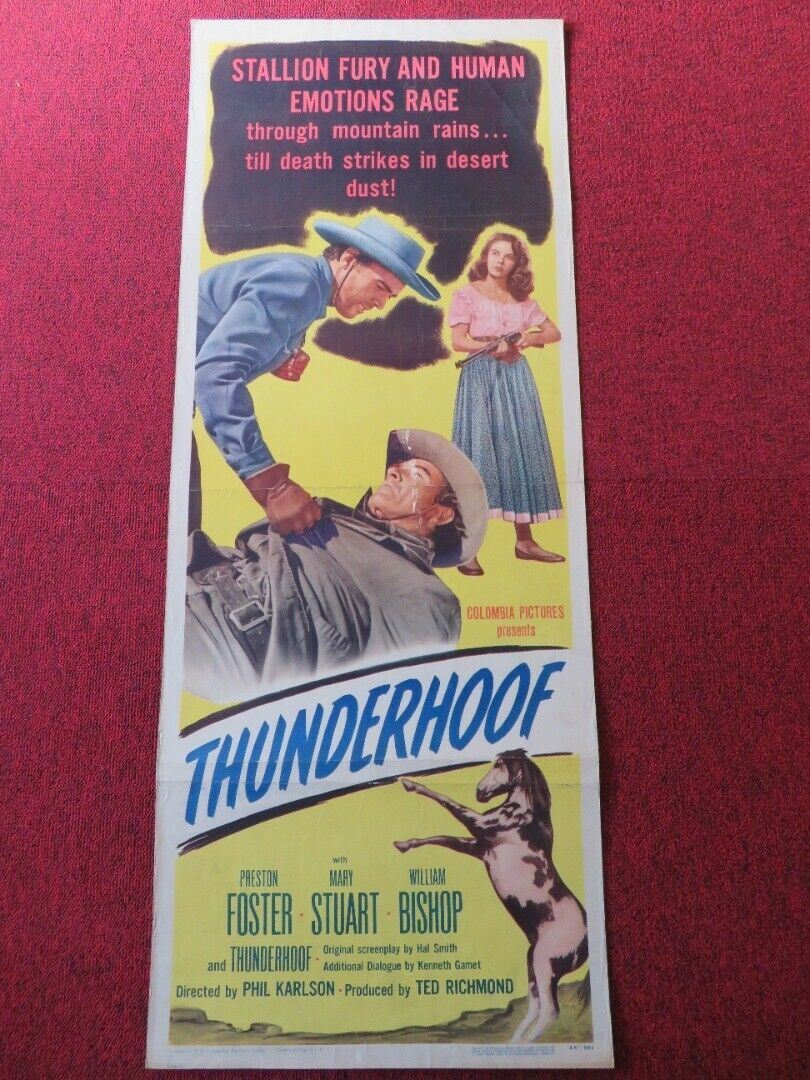 STALLION FURY AND HUMAN
EMOTIONS RAGE
through mountain rains...
till death strikes in desert
dust!
COLUMBIA PICTURES
presents
THUNDERHOOF
with
PRESTON MARY WILLIAM
FOSTER · STUART · BISHOP
and THUNDERHOOF · Original screenplay by Hal Smith
Additional Dialogue by Kenneth Gamet
Directed by PHIL KARLSON · Produced by TED RICHMOND